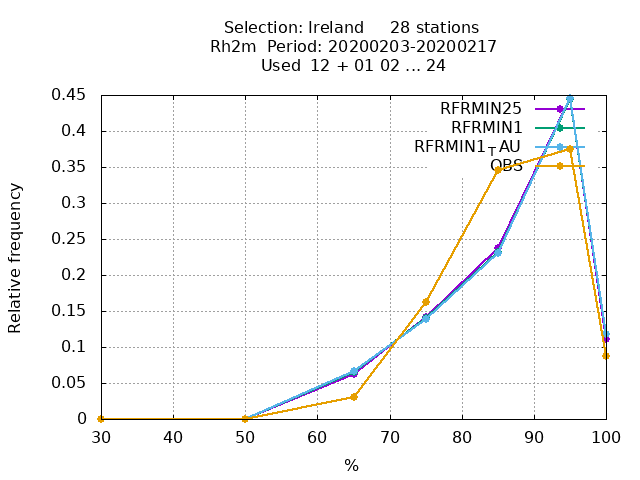 Selection: Ireland 28 stations
Rh2m Period: 20200203-20200217
Used 12 + 01 02 ... 24
0.45
0.4
0.35
0.3
0.25
0.2
0.15
0.1
0.05
0
Relative frequency
RFRMIN25
RFRMIN1
RFRMIN1TAU
OBS
30 40 50 60 70 80 90 100
%